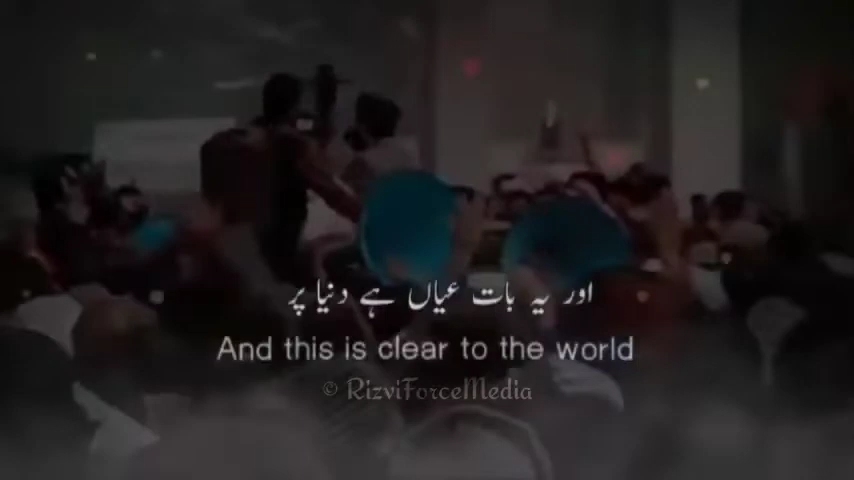 اور یہ بات عیاں ہے دنیا پر
And this is clear to the world
© RizviForceMedia